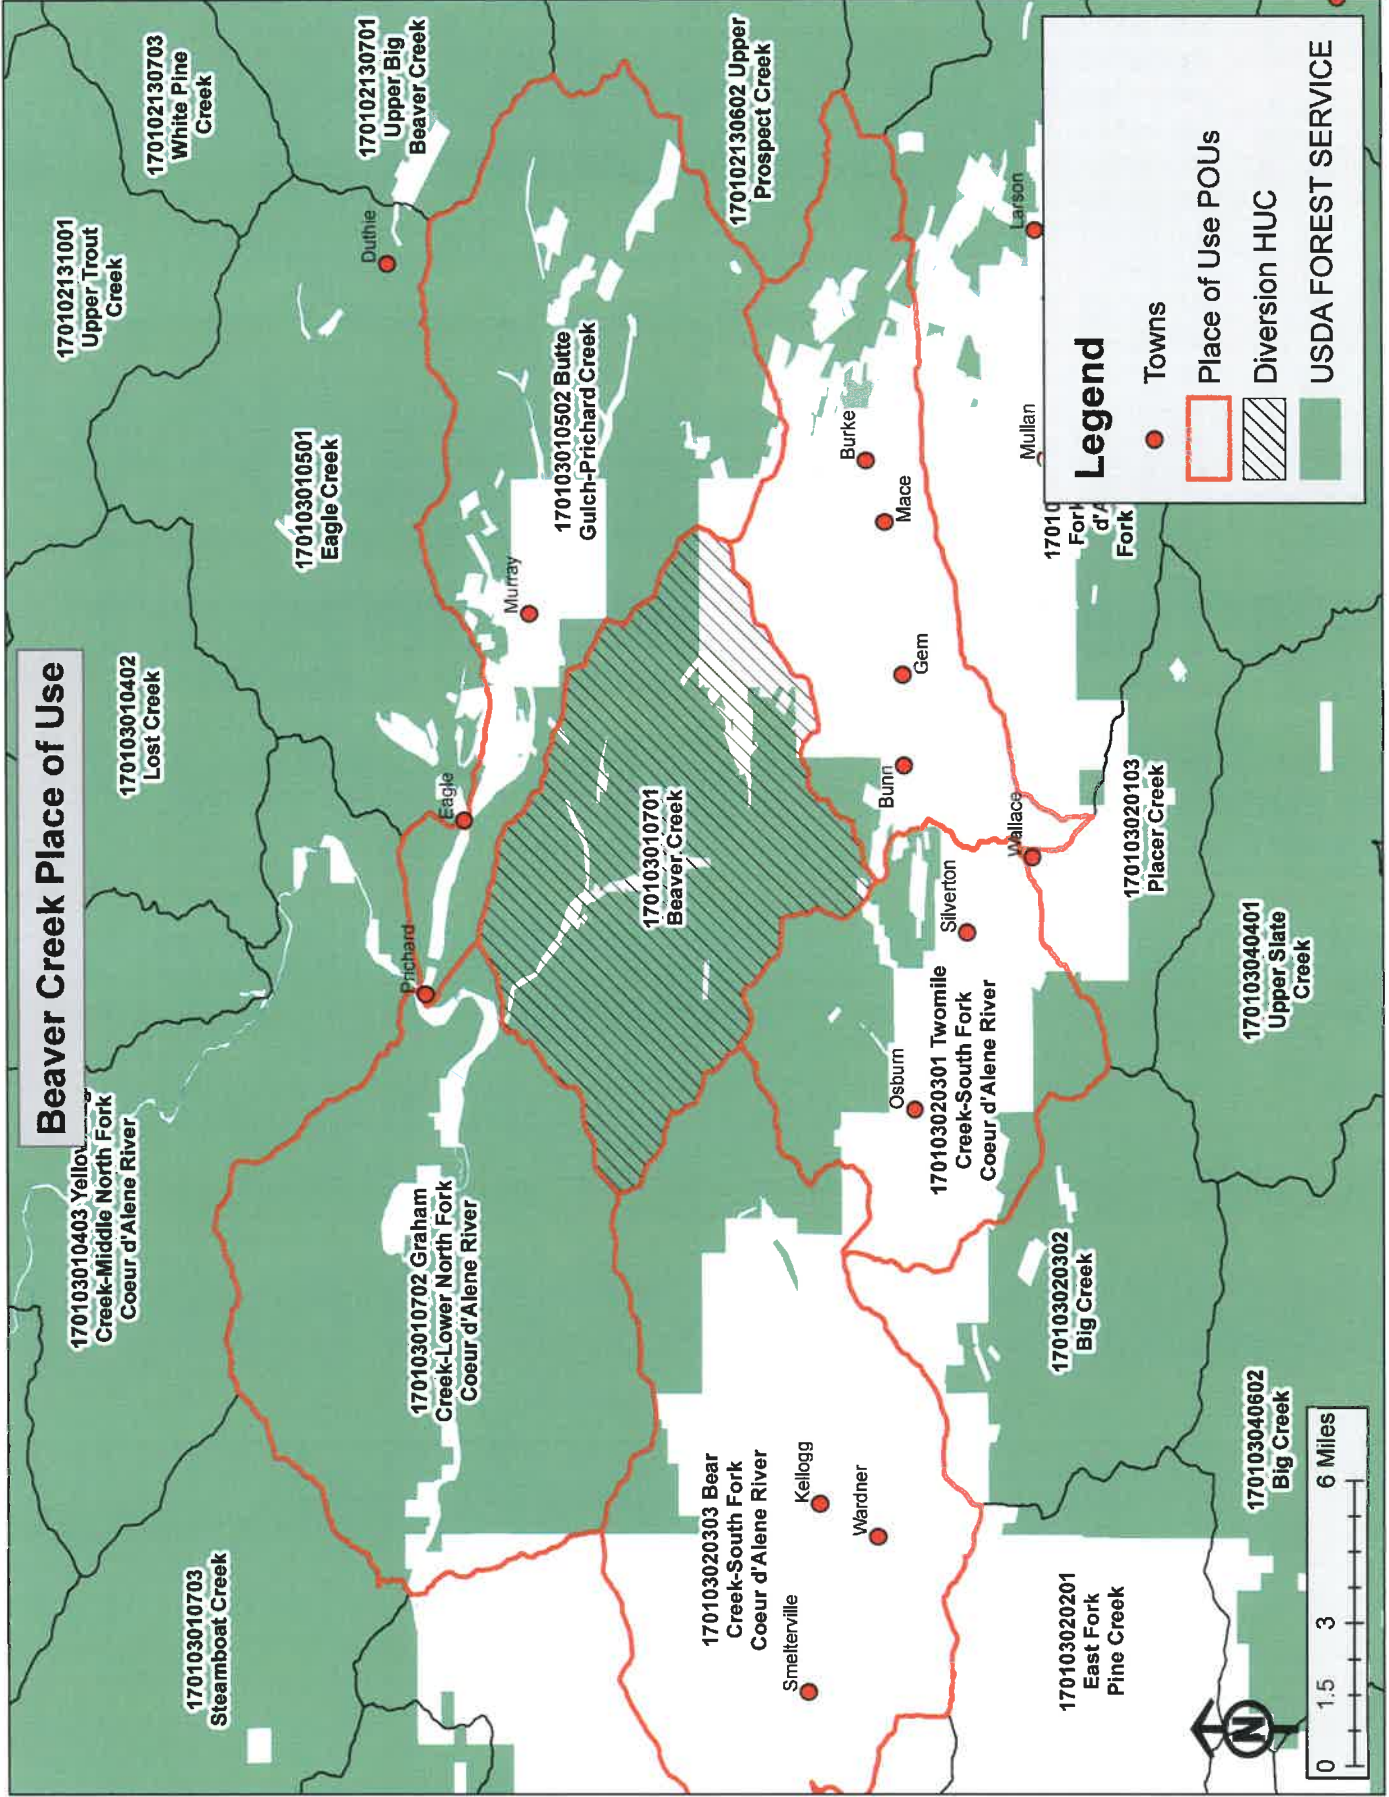 Beaver Creek Place of Use
170102131001
Upper Trout
Creek
170102130703
White Pine
Creek
170103010402
Lost Creek
170103010403 Yellow
Creek-Middle North Fork
Coeur d'Alene River
170103010703
Steamboat Creek
170103010501
Eagle Creek
Duthie
170102130701
Upper Big
Beaver Creek
Prichard
Eagle
Murray
170103010702 Graham
Creek-Lower North Fork
Coeur d'Alene River
170103010502 Butte
Gulch-Prichard Creek
170103010701
Beaver Creek
170102130602 Upper
Prospect Creek
170103020303 Bear
Creek-South Fork
Coeur d'Alene River
Smelterville
Kellogg
Wardner
Burke
Mace
Gem
Bunn
Silverton
Osburn
Wallace
170103020301 Twomile
Creek-South Fork
Coeur d'Alene River
Larson
Mullan
17010
Fork
d'A
Fork
170103020302
Big Creek
170103020201
East Fork
Pine Creek
170103020103
Placer Creek
170103040401
Upper Slate
Creek
170103040602
Big Creek
Legend
Towns
Place of Use POUs
Diversion HUC
USDA FOREST SERVICE
N
0 1.5 3 6 Miles